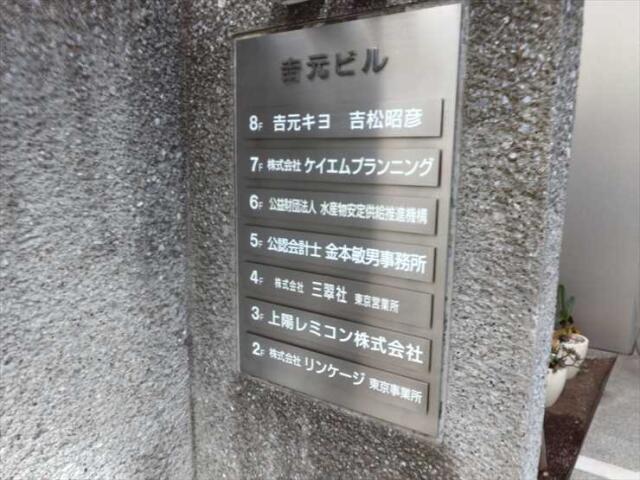 吉元ビル
8F 吉元キヨ 吉松昭彦
7F 株式会社 ケイエムプランニング
6F 公益財団法人 水産物安定供給推進機構
5F 公認会計士 金本敏男事務所
4F 株式会社 三翠社 東京営業所
3F 上陽レミコン株式会社
2F 株式会社 リンケージ 東京事業所